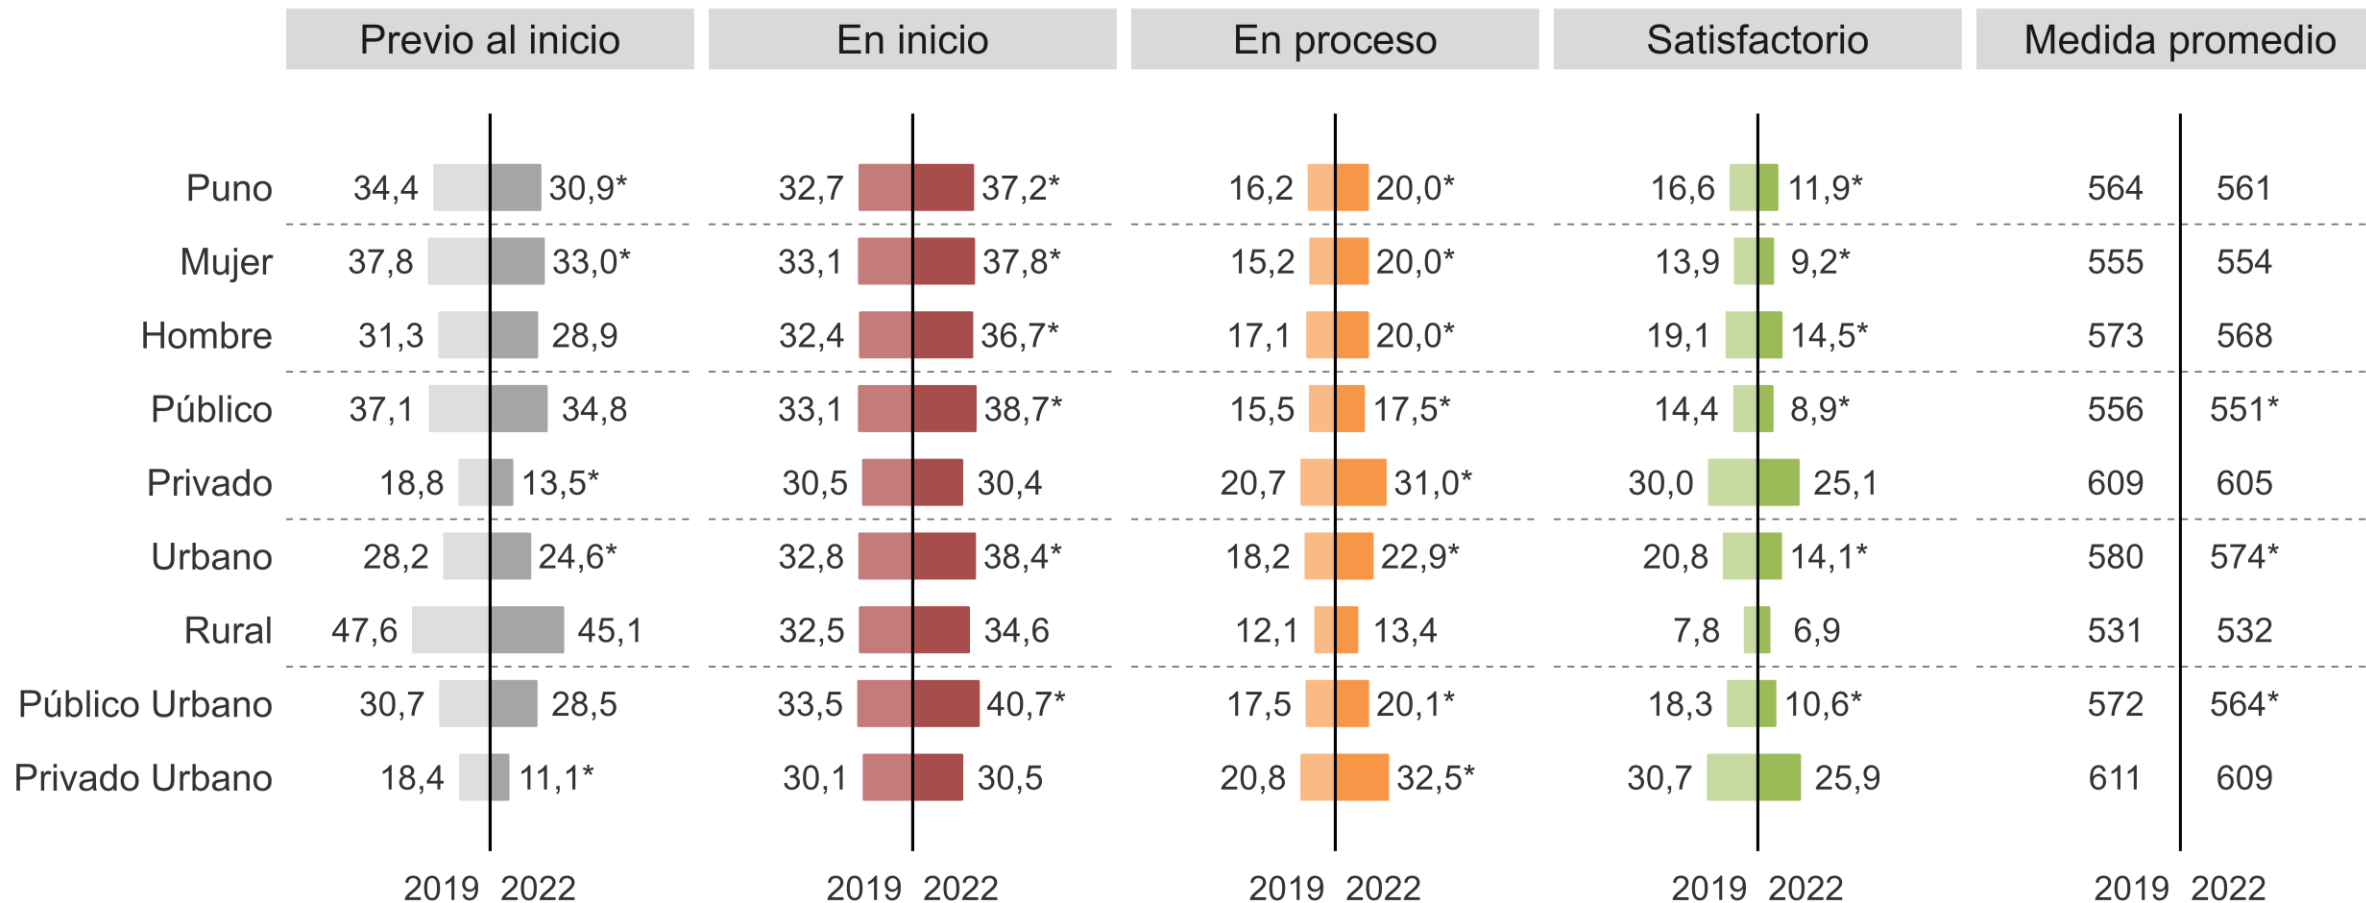 Previo al inicio En inicio En proceso Satisfactorio Medida promedio
Puno 34,4 30,9* 32,7 37,2* 16,2 20,0* 16,6 11,9* 564 561
Mujer 37,8 33,0* 33,1 37,8* 15,2 20,0* 13,9 9,2* 555 554
Hombre 31,3 28,9 32,4 36,7* 17,1 20,0* 19,1 14,5* 573 568
Público 37,1 34,8 33,1 38,7* 15,5 17,5* 14,4 8,9* 556 551*
Privado 18,8 13,5* 30,5 30,4 20,7 31,0* 30,0 25,1 609 605
Urbano 28,2 24,6* 32,8 38,4* 18,2 22,9* 20,8 14,1* 580 574*
Rural 47,6 45,1 32,5 34,6 12,1 13,4 7,8 6,9 531 532
Público Urbano 30,7 28,5 33,5 40,7* 17,5 20,1* 18,3 10,6* 572 564*
Privado Urbano 18,4 11,1* 30,1 30,5 20,8 32,5* 30,7 25,9 611 609
2019 2022 2019 2022 2019 2022 2019 2022 2019 2022